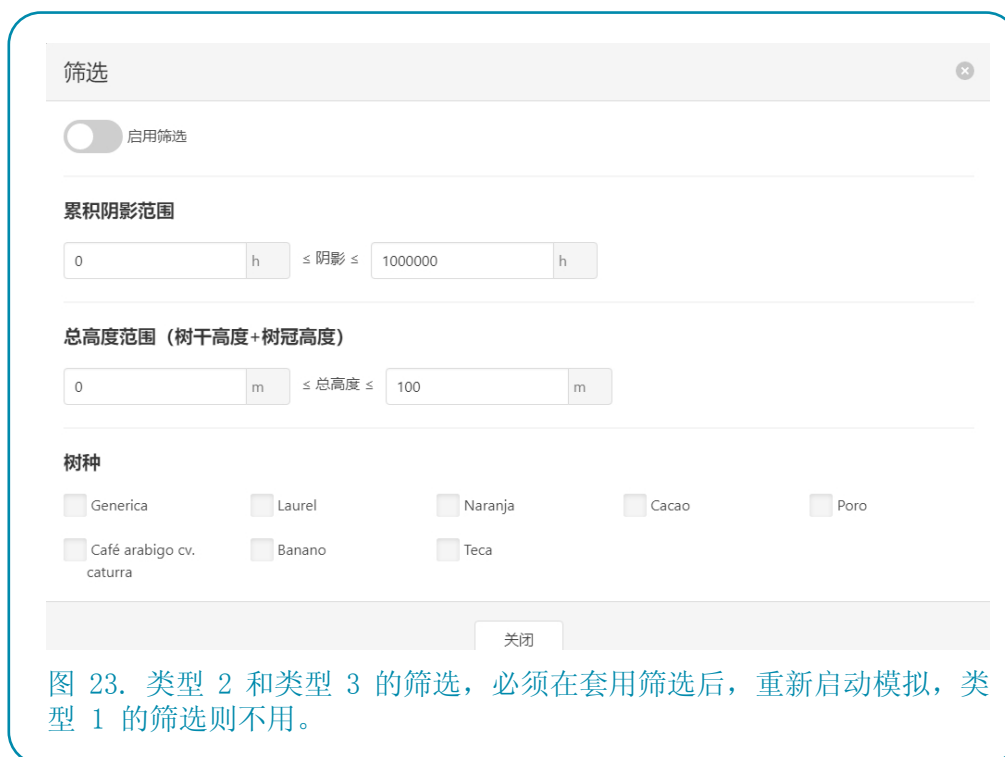 筛选
启用筛选
累积阴影范围
0 h ≤ 阴影 ≤ 1000000 h
总高度范围（树干高度+树冠高度）
0 m ≤ 总高度 ≤ 100 m
树种
Generica Laurel Naranja Cacao Poro
Café arabigo cv. Banano Teca
caturra
关闭
图 23. 类型 2 和类型 3 的筛选，必须在套用筛选后，重新启动模拟，类
型 1 的筛选则不用。